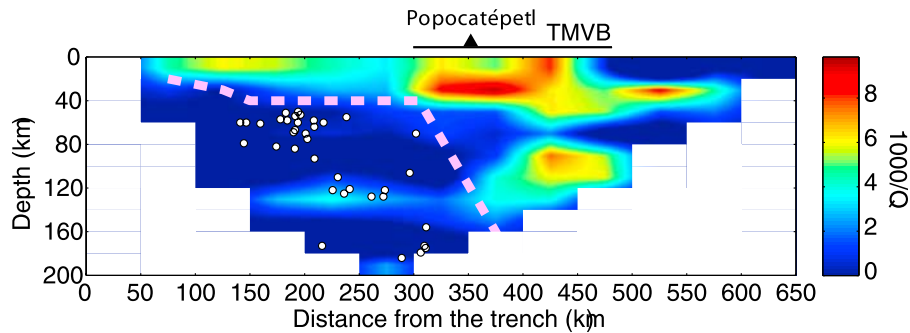 Popocatépetl
TMVB
0
40
80
120
160
200
Depth (km)
0 50 100 150 200 250 300 350 400 450 500 550 600 650
Distance from the trench (km)
8
6
4
2
0
1000/Q